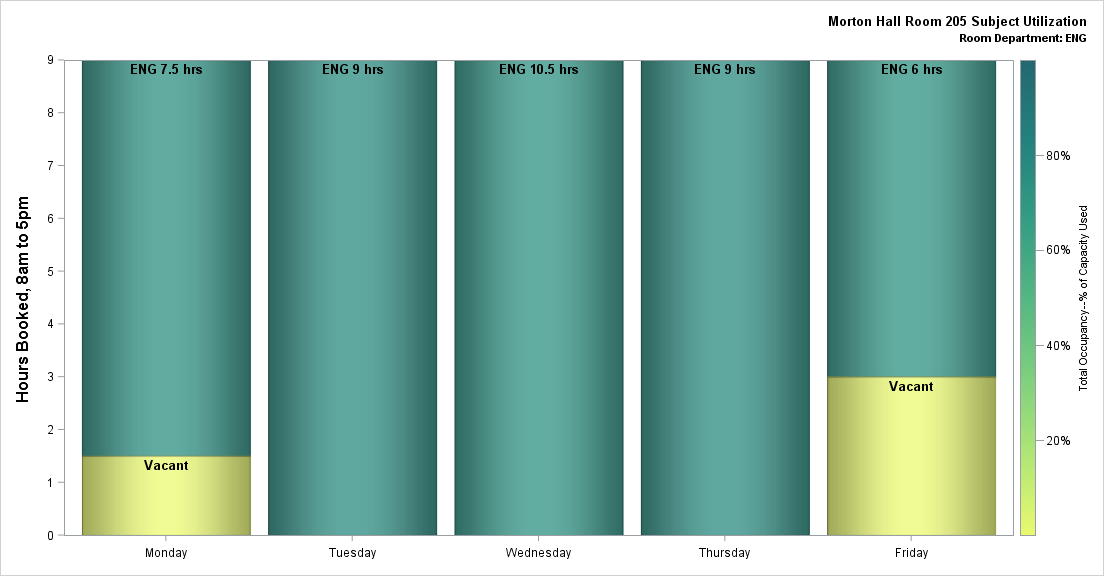 Morton Hall Room 205 Subject Utilization
Room Department: ENG
Hours Booked, 8am to 5pm
9
8
7
6
5
4
3
2
1
0
ENG 7.5 hrs
ENG 9 hrs
ENG 10.5 hrs
ENG 9 hrs
ENG 6 hrs
Vacant
Vacant
Monday
Tuesday
Wednesday
Thursday
Friday
80%
60%
40%
20%
Total Occupancy--% of Capacity Used